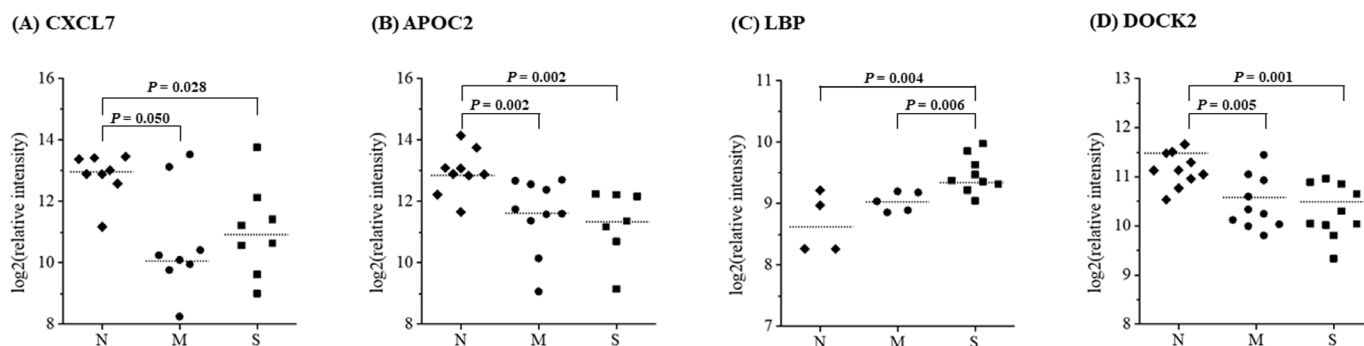 (A) CXCL7
log2(relative intensity)
16
14
12
10
8
P = 0.028
P = 0.050
N M S
(B) APOC2
log2(relative intensity)
16
14
12
10
8
P = 0.002
P = 0.002
N M S
(C) LBP
log2(relative intensity)
11
10
9
8
7
P = 0.004
P = 0.006
N M S
(D) DOCK2
log2(relative intensity)
13
12
11
10
9
8
P = 0.001
P = 0.005
N M S